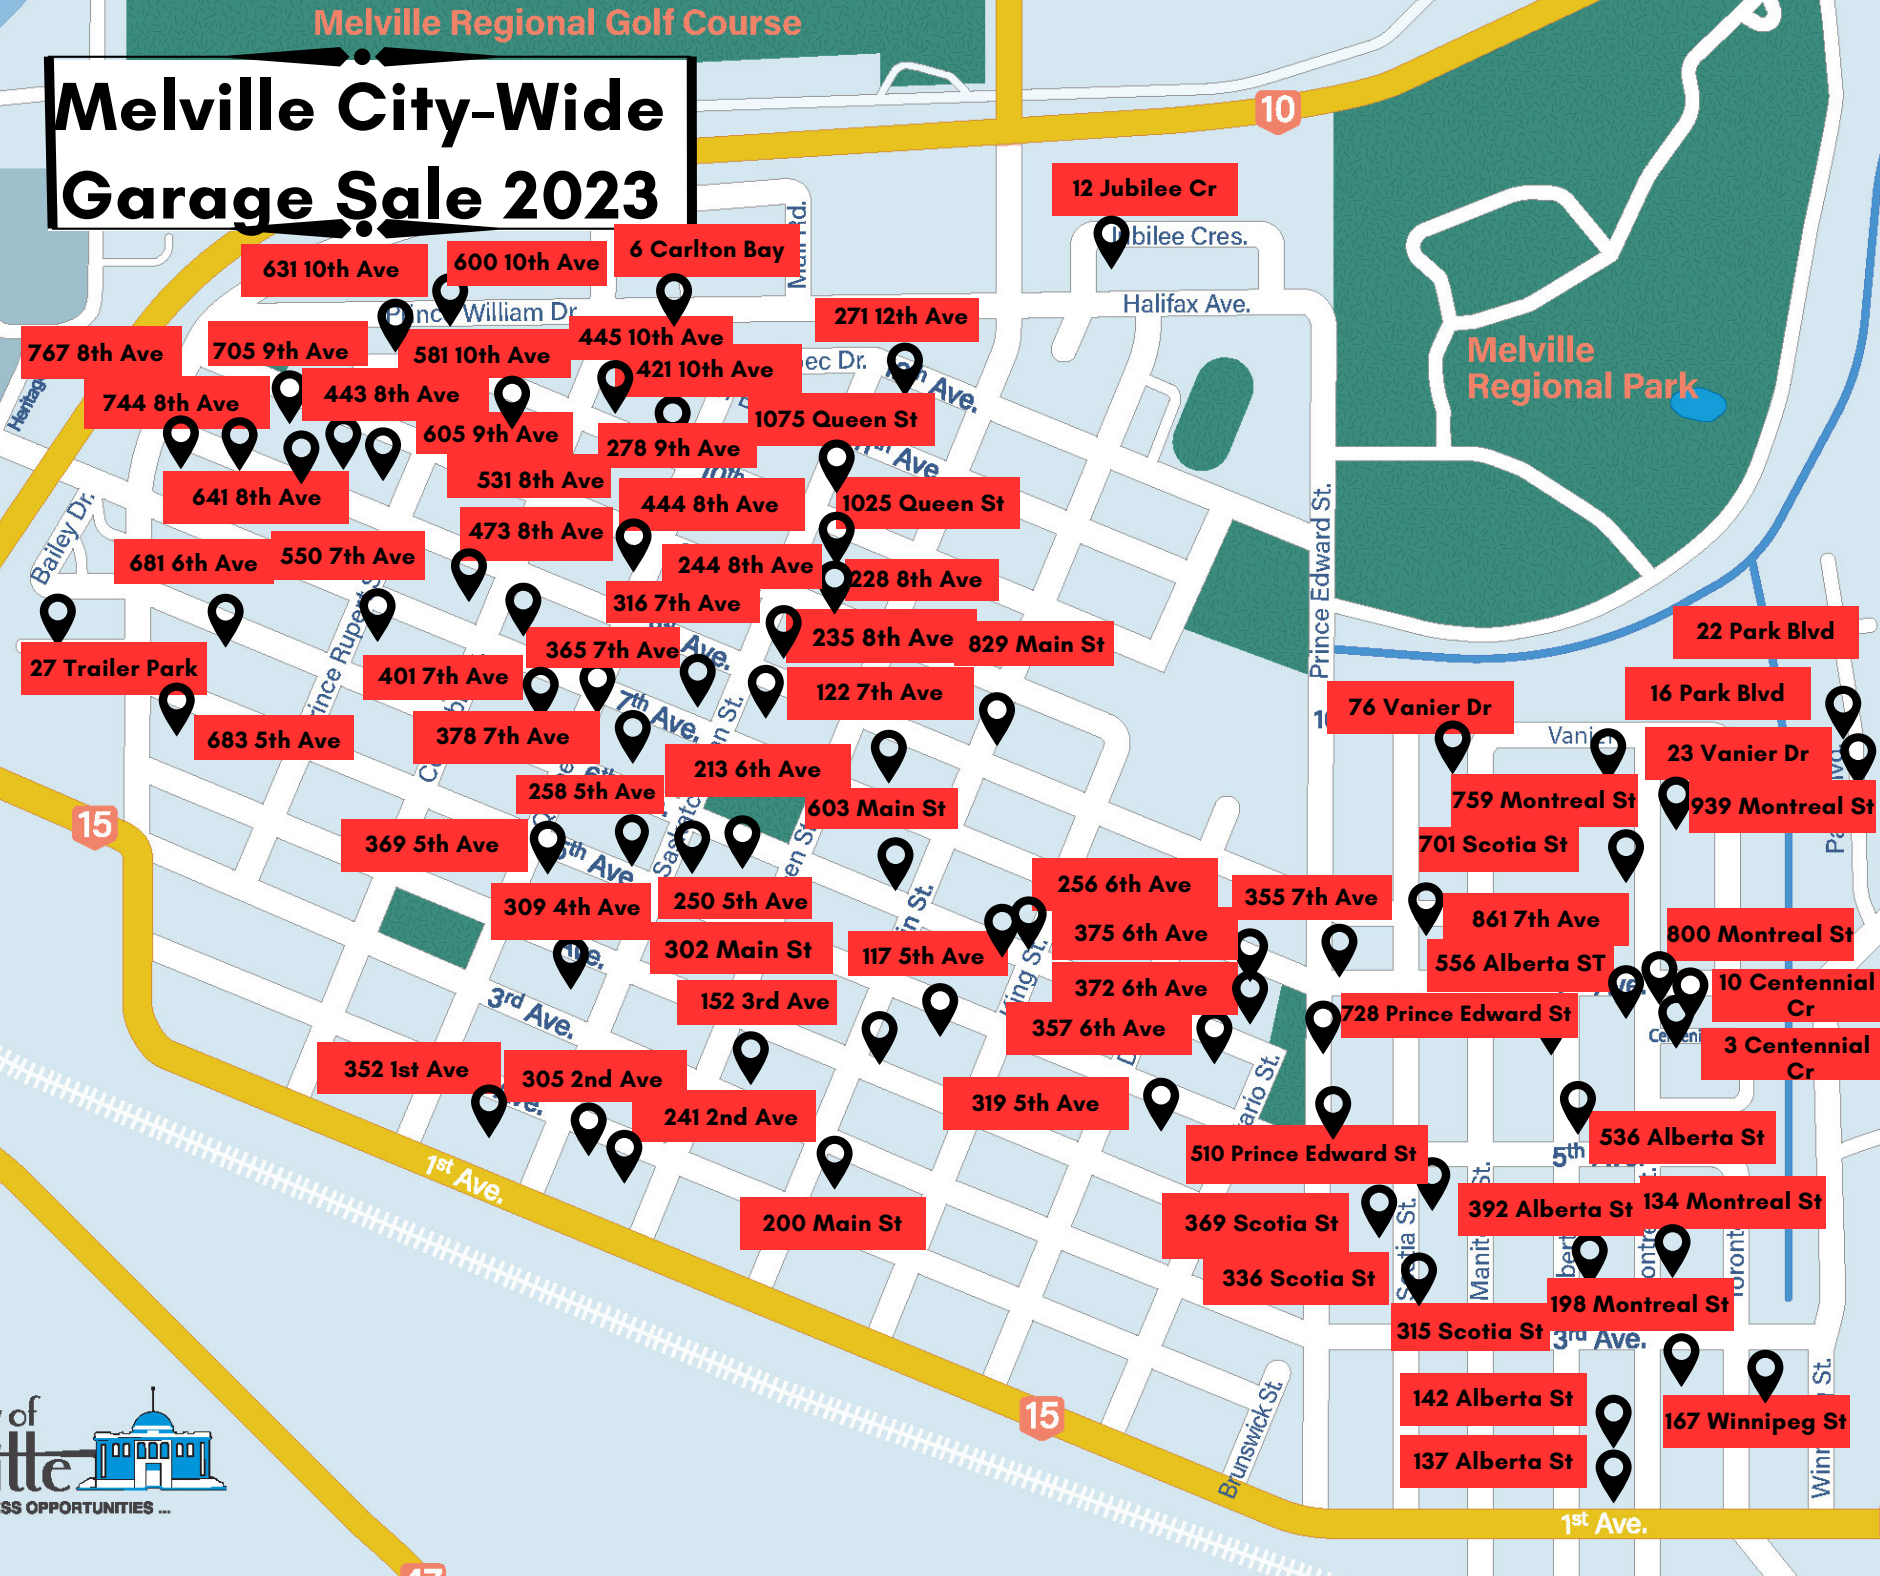 Melville Regional Golf Course
Melville City-Wide
Garage Sale 2023
10
12 Jubilee Cr
Jubilee Cres.
631 10th Ave
600 10th Ave
6 Carlton Bay
William Dr
Halifax Ave.
271 12th Ave
767 8th Ave
705 9th Ave
581 10th Ave
445 10th Ave
421 10th Ave
Dr.
Ave.
Melville
Regional Park
744 8th Ave
443 8th Ave
605 9th Ave
278 9th Ave
1075 Queen St
Ave
531 8th Ave
10th
641 8th Ave
444 8th Ave
1025 Queen St
473 8th Ave
Bailey Dr.
681 6th Ave
550 7th Ave
244 8th Ave
228 8th Ave
316 7th Ave
Prince Edward St.
235 8th Ave
829 Main St
22 Park Blvd
27 Trailer Park
365 7th Ave
Ave.
401 7th Ave
122 7th Ave
16 Park Blvd
76 Vanier Dr
7th Ave.
683 5th Ave
378 7th Ave
213 6th Ave
23 Vanier Dr
258 5th Ave
603 Main St
759 Montreal St
939 Montreal St
15
369 5th Ave
5th Ave
701 Scotia St
309 4th Ave
250 5th Ave
256 6th Ave
355 7th Ave
861 7th Ave
302 Main St
117 5th Ave
375 6th Ave
800 Montreal St
556 Alberta ST
Ave.
152 3rd Ave
372 6th Ave
10 Centennial
Cr
3rd Ave.
357 6th Ave
728 Prince Edward St
3 Centennial
Cr
352 1st Ave
305 2nd Ave
241 2nd Ave
319 5th Ave
536 Alberta St
510 Prince Edward St
5th
1st Ave.
200 Main St
369 Scotia St
392 Alberta St
134 Montreal St
336 Scotia St
198 Montreal St
315 Scotia St
3rd Ave.
142 Alberta St
15
167 Winnipeg St
137 Alberta St
Brunswick St.
1st Ave.
of
SS OPPORTUNITIES ...